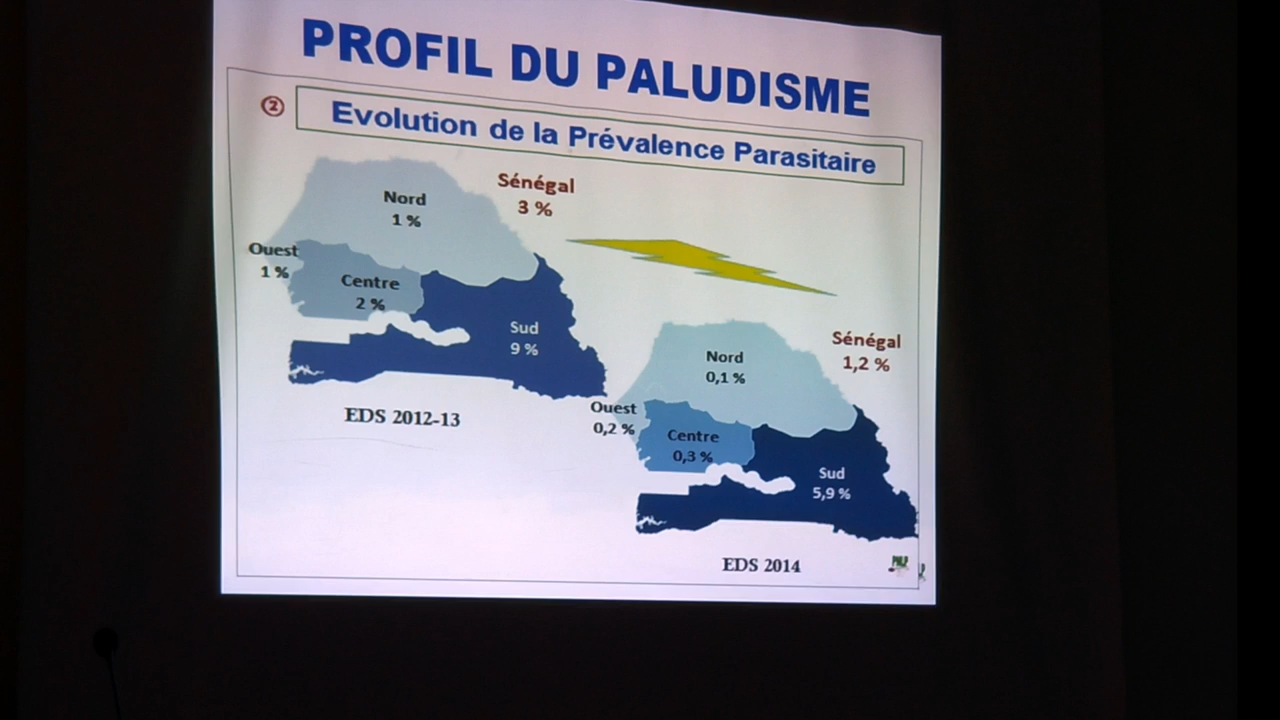 PROFIL DU PALUDISME
②
Evolution de la Prévalence Parasitaire
Sénégal
3 %
Nord
1 %
Ouest
1 %
Centre
2 %
Sud
9 %
EDS 2012-13
Sénégal
1,2 %
Nord
0,1 %
Ouest
0,2 %
Centre
0,3 %
Sud
5,9 %
EDS 2014